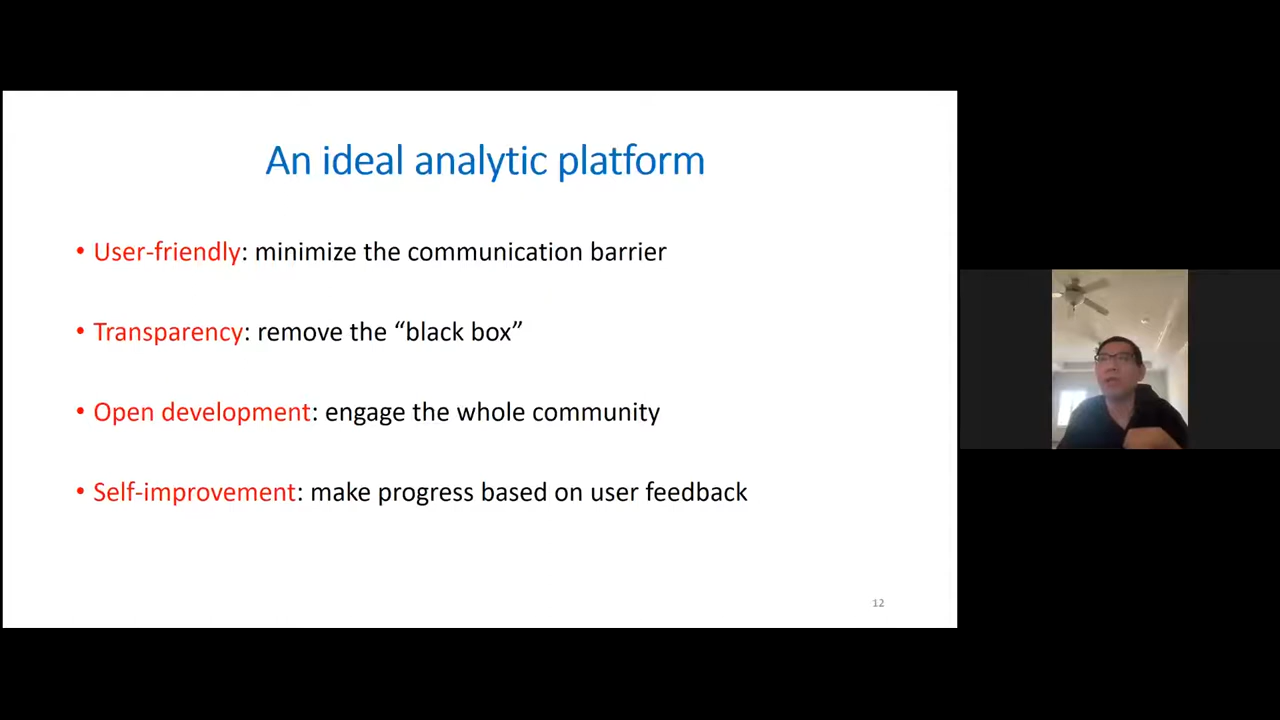 An ideal analytic platform
• User-friendly: minimize the communication barrier
• Transparency: remove the “black box”
• Open development: engage the whole community
• Self-improvement: make progress based on user feedback
12